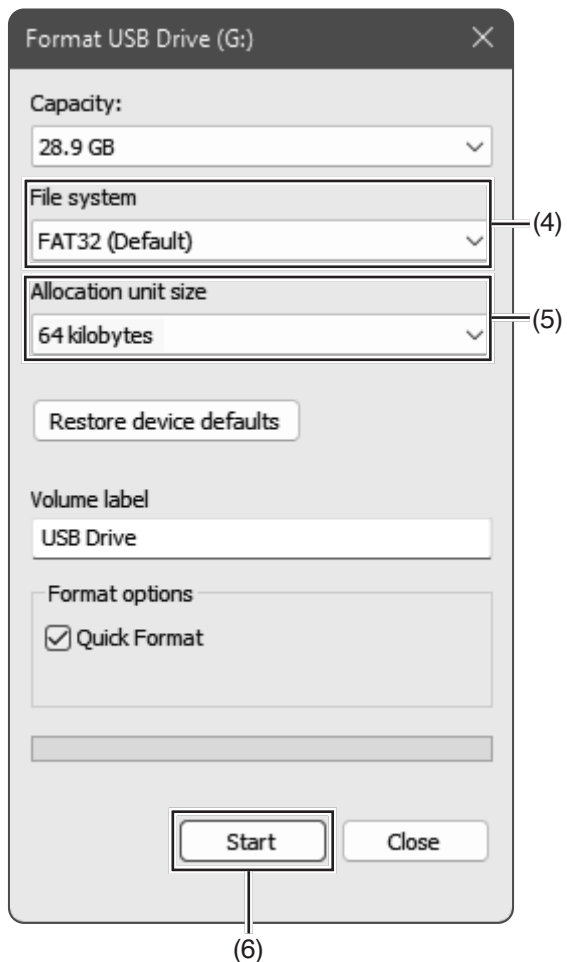 Format USB Drive (G:)
Capacity:
28.9 GB
File system
FAT32 (Default)
(4)
Allocation unit size
64 kilobytes
(5)
Restore device defaults
Volume label
USB Drive
Format options
Quick Format
Start
Close
(6)